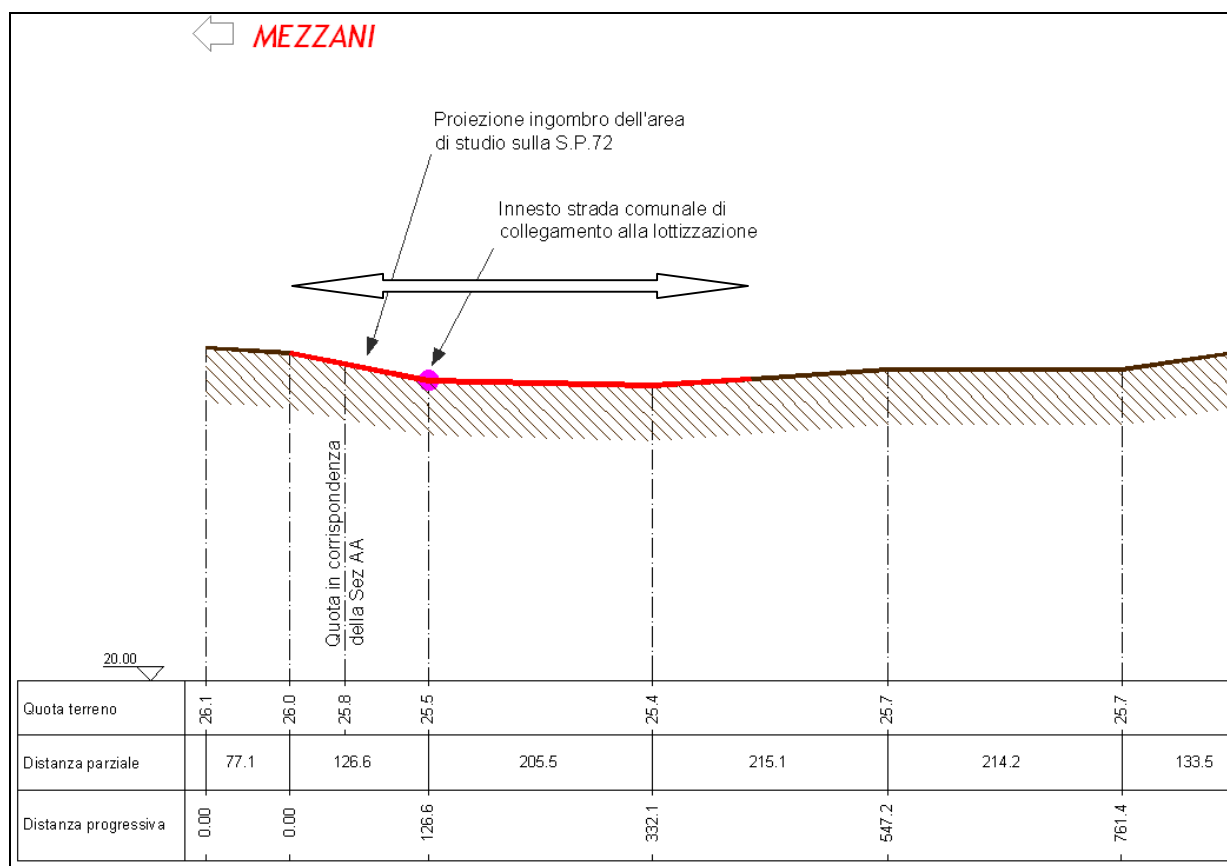 MEZZANI
Proiezione ingombro dell'area
di studio sulla S.P.72
Innesto strada comunale di
collegamento alla lottizzazione
Quota in corrispondenza
della Sez AA
20.00
Quota terreno 26.1 26.0 25.8 25.5 25.4 25.7 25.7
Distanza parziale 77.1 126.6 205.5 215.1 214.2 133.5
Distanza progressiva 0.00 0.00 126.6 332.1 547.2 761.4